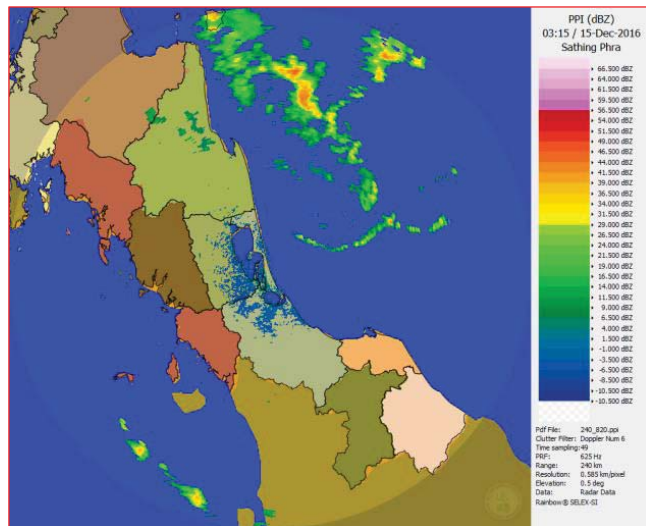 PPI (dBZ)
03:15 / 15-Dec-2016
Sathing Phra
66.500 dBZ
64.000 dBZ
61.500 dBZ
59.500 dBZ
56.500 dBZ
54.000 dBZ
51.500 dBZ
49.000 dBZ
46.500 dBZ
44.000 dBZ
41.500 dBZ
39.000 dBZ
36.500 dBZ
34.000 dBZ
31.500 dBZ
29.000 dBZ
26.500 dBZ
24.000 dBZ
21.500 dBZ
19.000 dBZ
16.500 dBZ
14.000 dBZ
11.500 dBZ
9.000 dBZ
6.500 dBZ
4.000 dBZ
1.500 dBZ
-1.000 dBZ
-3.500 dBZ
-6.000 dBZ
-8.500 dBZ
-10.500 dBZ
-10.500 dBZ
Pdf File: 240_820.ppi
Clutter Filter: Doppler Num 6
Time sampling:49
PRF: 625 Hz
Range: 240 km
Resolution: 0.585 km/pixel
Elevation: 0.5 deg
Data: Radar Data
Rainbow® SELEX-SI